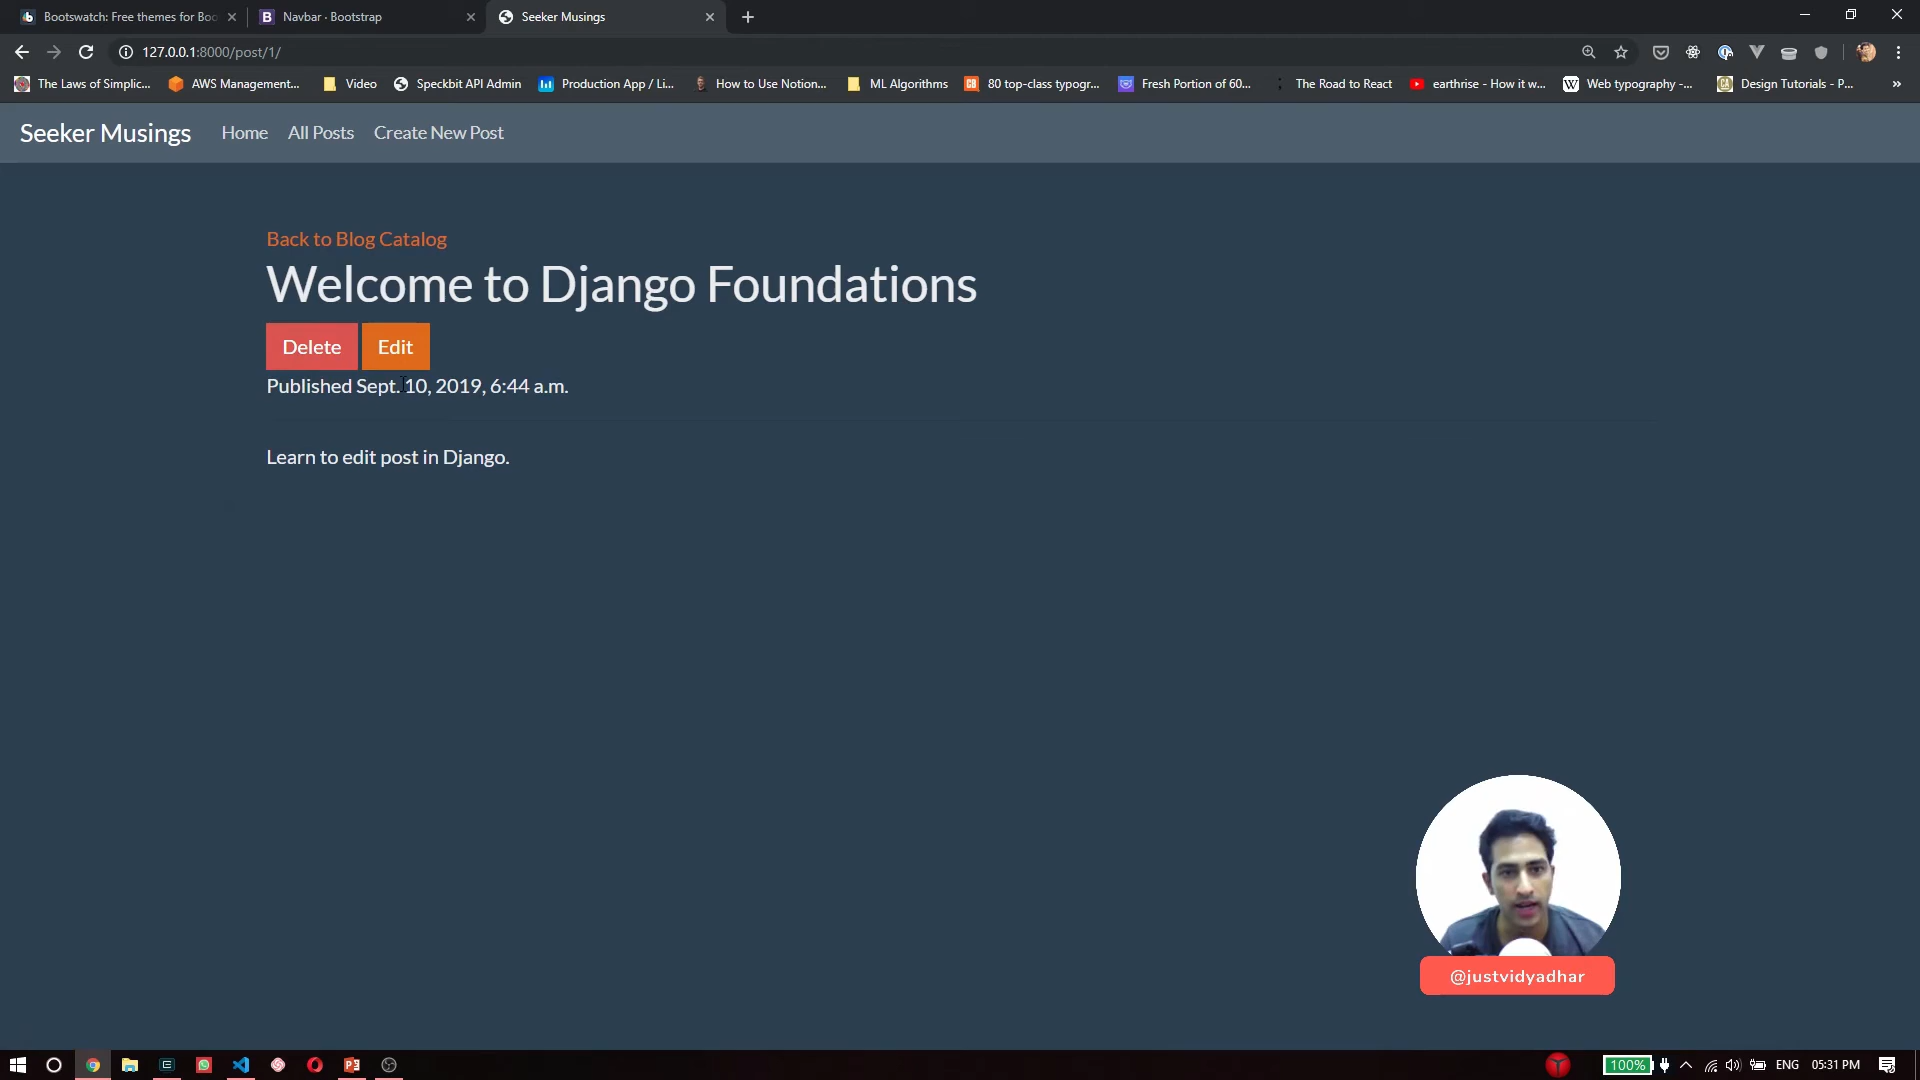 Bootswatch: Free themes for Boo
Navbar · Bootstrap
Seeker Musings
127.0.0.1:8000/post/1/
The Laws of Simplic...
AWS Management...
Video
Speckbit API Admin
Production App / Li...
How to Use Notion...
ML Algorithms
80 top-class typogr...
Fresh Portion of 60...
The Road to React
earthrise - How it w...
Web typography -...
Design Tutorials - P...
Seeker Musings
Home
All Posts
Create New Post
Back to Blog Catalog
Welcome to Django Foundations
Delete
Edit
Published Sept. 10, 2019, 6:44 a.m.
Learn to edit post in Django.
@justvidyadhar
100%
ENG
05:31 PM